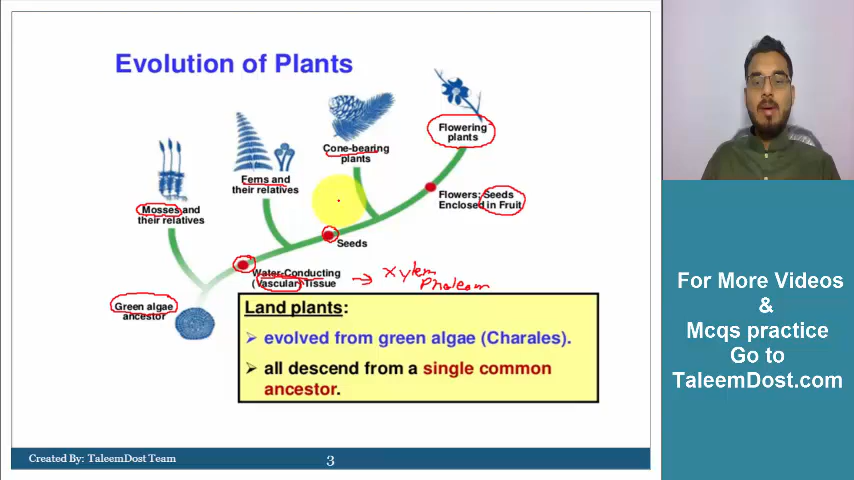 Evolution of Plants
Flowering
plants
Cone-bearing
plants
Ferns and
their relatives
Mosses and
their relatives
Flowers; Seeds
Enclosed in Fruit
Seeds
Water-Conducting
(Vascular) Tissue
→ Xylem
Phloeam
Green algae
ancestor
Land plants:
➢ evolved from green algae (Charales).
➢ all descend from a single common
ancestor.
For More Videos
&
Mcqs practice
Go to
TaleemDost.com
Created By: TaleemDost Team
3